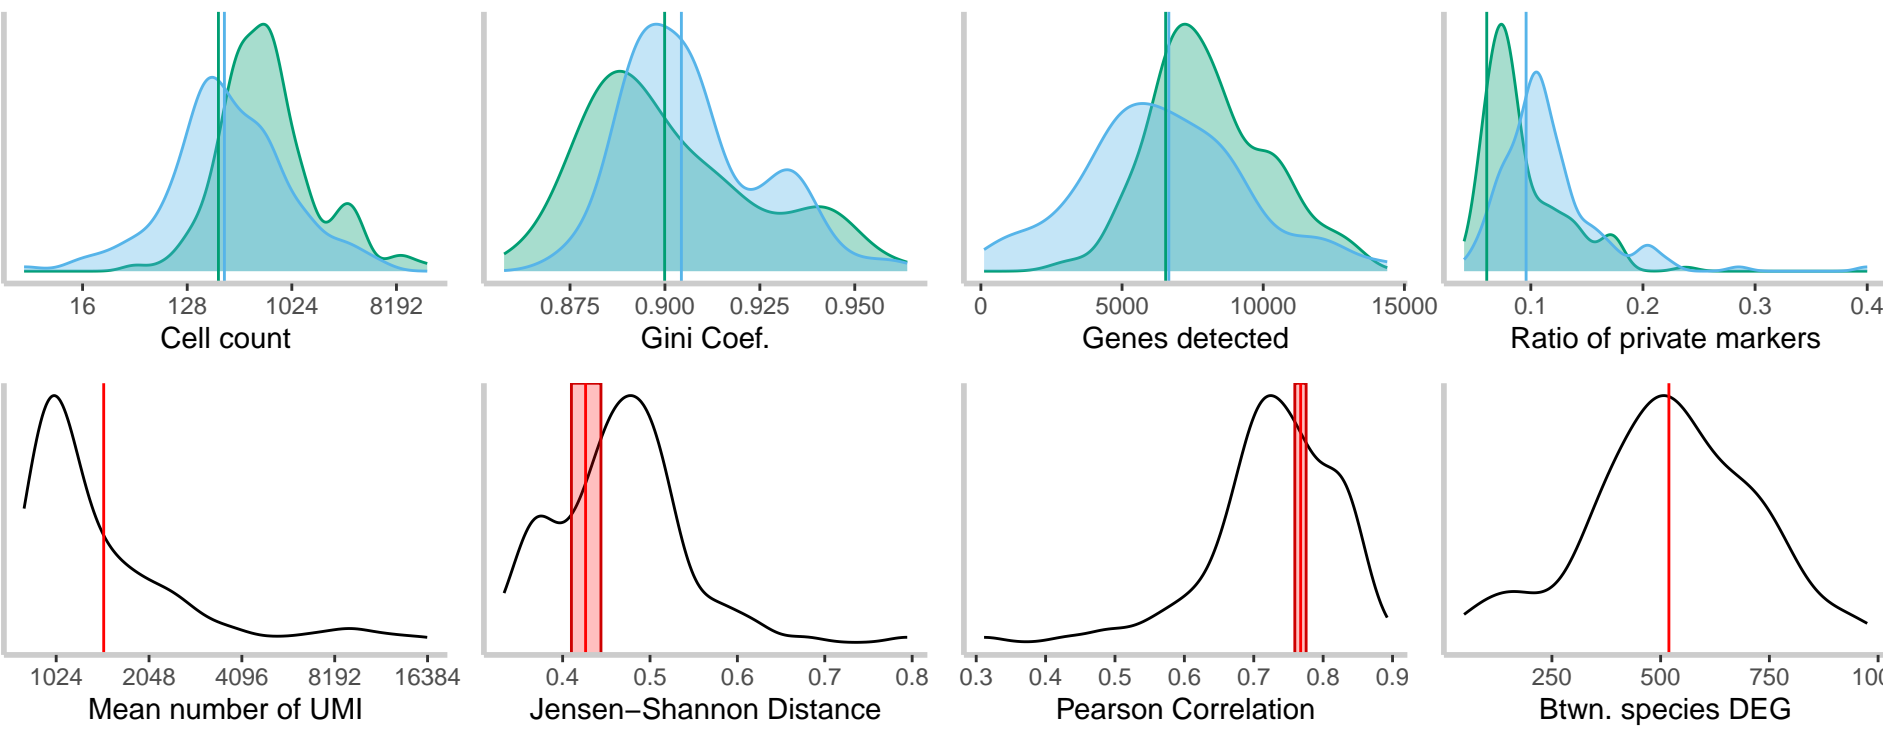 16 128 1024 8192
Cell count
0.875 0.900 0.925 0.950
Gini Coef.
0 5000 10000 15000
Genes detected
0.1 0.2 0.3 0.4
Ratio of private markers
1024 2048 4096 8192 16384
Mean number of UMI
0.4 0.5 0.6 0.7 0.8
Jensen−Shannon Distance
0.3 0.4 0.5 0.6 0.7 0.8 0.9
Pearson Correlation
250 500 750 100
Btwn. species DEG